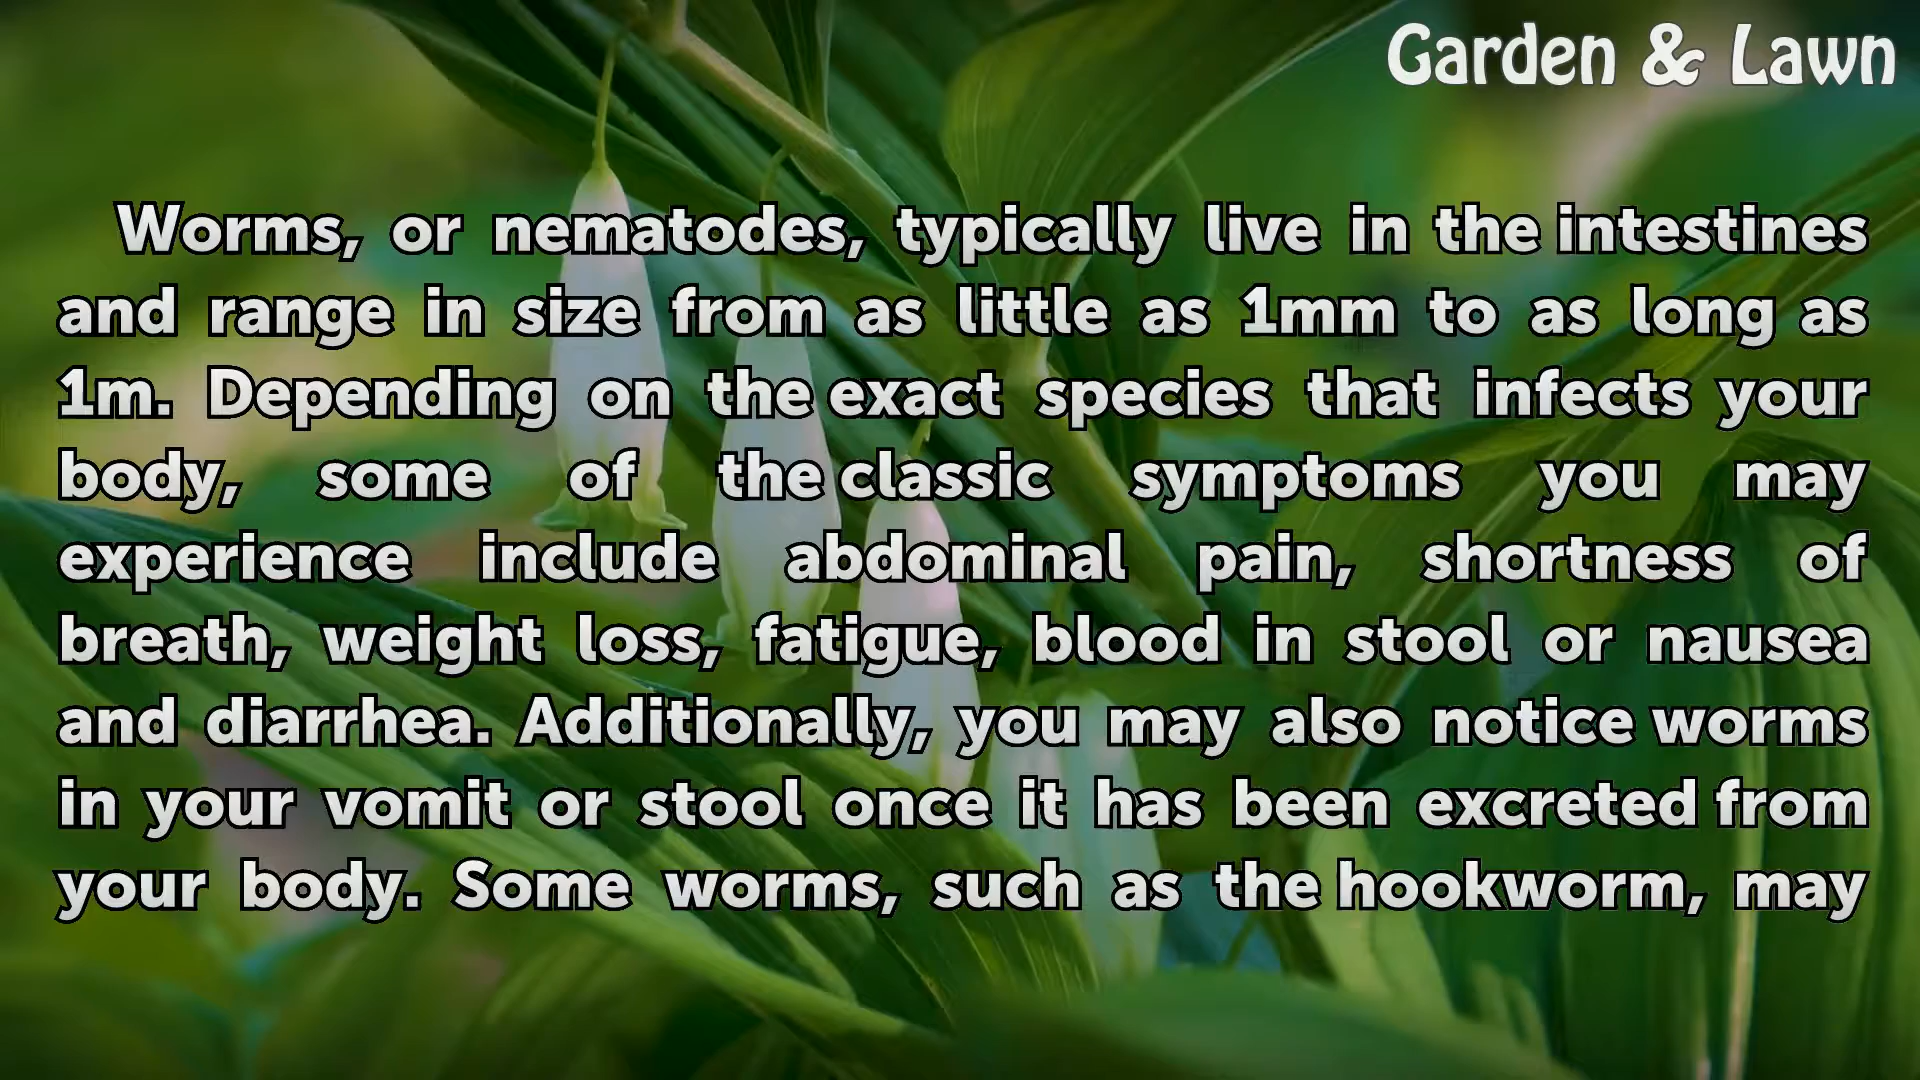 Garden & Lawn
Worms, or nematodes, typically live in the intestines
and range in size from as little as 1mm to as long as
1m. Depending on the exact species that infects your
body, some of the classic symptoms you may
experience include abdominal pain, shortness of
breath, weight loss, fatigue, blood in stool or nausea
and diarrhea. Additionally, you may also notice worms
in your vomit or stool once it has been excreted from
your body. Some worms, such as the hookworm, may